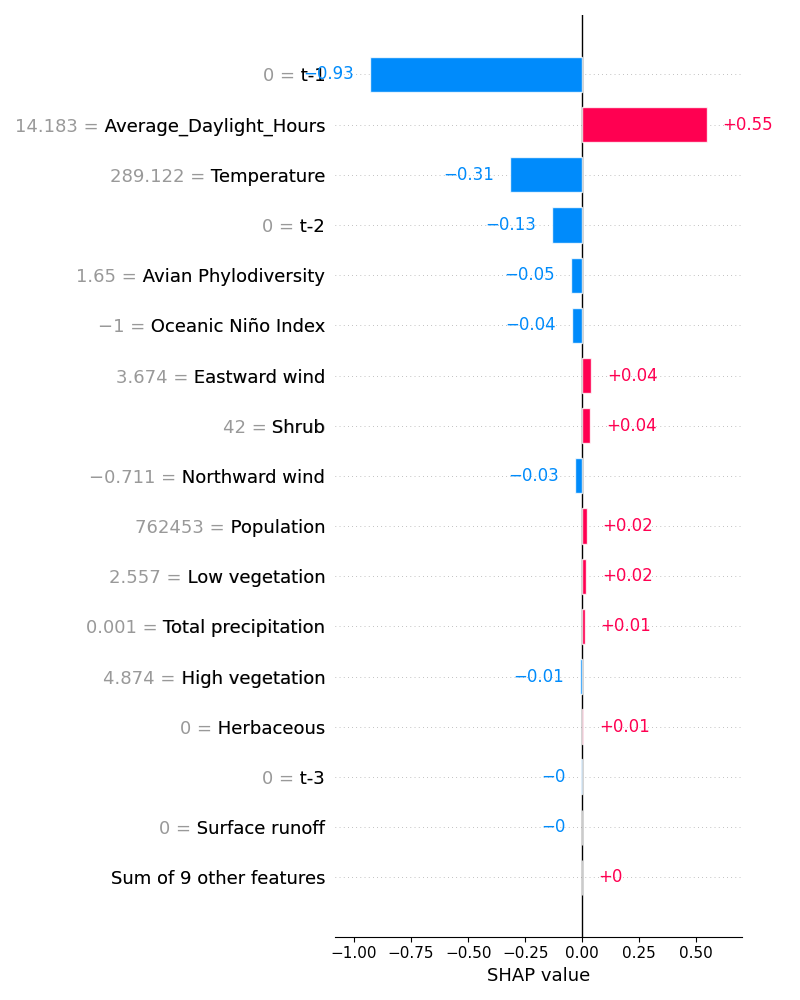 0 = t-1 −0.93
14.183 = Average_Daylight_Hours +0.55
289.122 = Temperature −0.31
0 = t-2 −0.13
1.65 = Avian Phylodiversity −0.05
−1 = Oceanic Niño Index −0.04
3.674 = Eastward wind +0.04
42 = Shrub +0.04
−0.711 = Northward wind −0.03
762453 = Population +0.02
2.557 = Low vegetation +0.02
0.001 = Total precipitation +0.01
4.874 = High vegetation −0.01
0 = Herbaceous +0.01
0 = t-3 −0
0 = Surface runoff −0
Sum of 9 other features +0
−1.00 −0.75 −0.50 −0.25 0.00 0.25 0.50
SHAP value